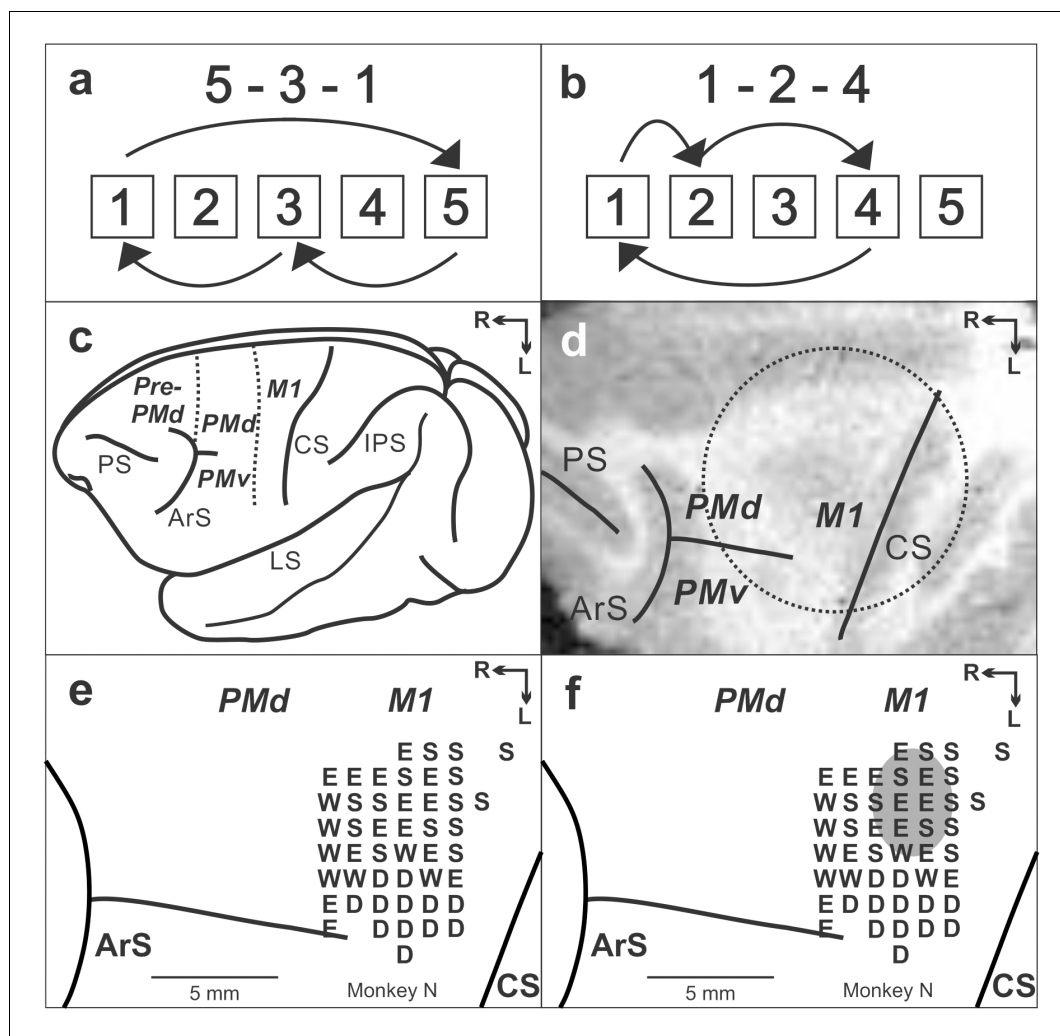 a
5 - 3 - 1
1 2 3 4 5
b
1 - 2 - 4
1 2 3 4 5
c
R
L
Pre-
PMd
PMd
M1
PS
PMv
CS
IPS
ArS
LS
d
R
L
PS
PMd
M1
CS
PMv
ArS
e
R
L
PMd M1
E S S S
E E E S E S
W S S E E S S
W S E E S S
W E S W E S
W W D D W E
E D D D D D
E D D D D
D
ArS
5 mm
Monkey N
CS
f
R
L
PMd M1
E S S S
E E E S E S
W S S E E S S
W S E E S S
W E S W E S
W W D D W E
E D D D D D
E D D D D
D
ArS
5 mm
Monkey N
CS